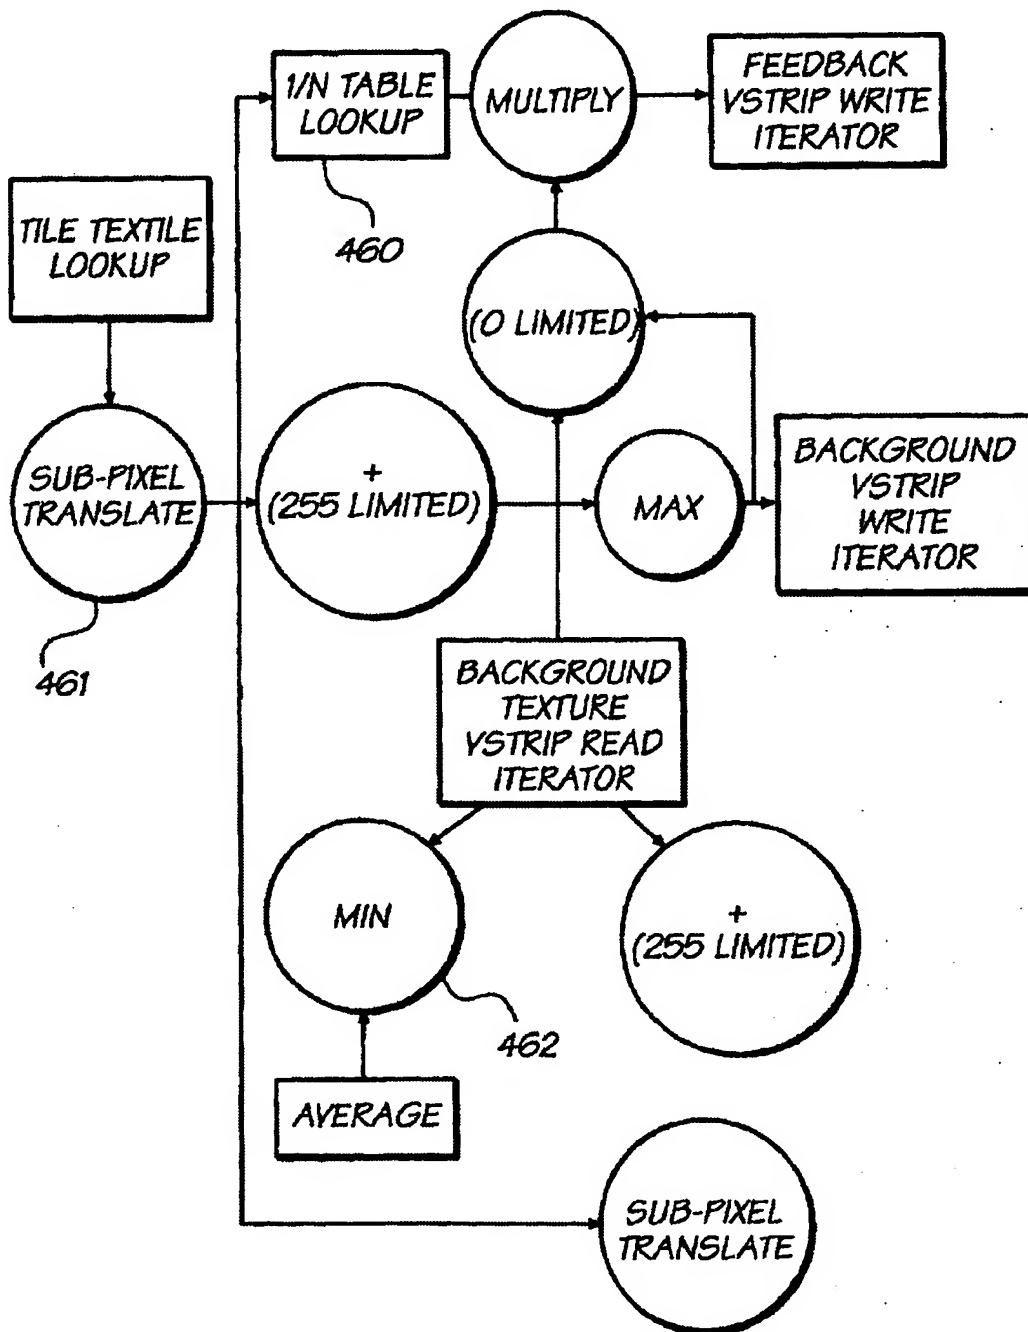 1/N TABLE
LOOKUP
MULTIPLY
FEEDBACK
VSTRIP WRITE
ITERATOR
460
TILE TEXTILE
LOOKUP
(0 LIMITED)
SUB-PIXEL
TRANSLATE
+
(255 LIMITED)
MAX
BACKGROUND
VSTRIP
WRITE
ITERATOR
461
BACKGROUND
TEXTURE
VSTRIP READ
ITERATOR
MIN
+
(255 LIMITED)
462
AVERAGE
SUB-PIXEL
TRANSLATE